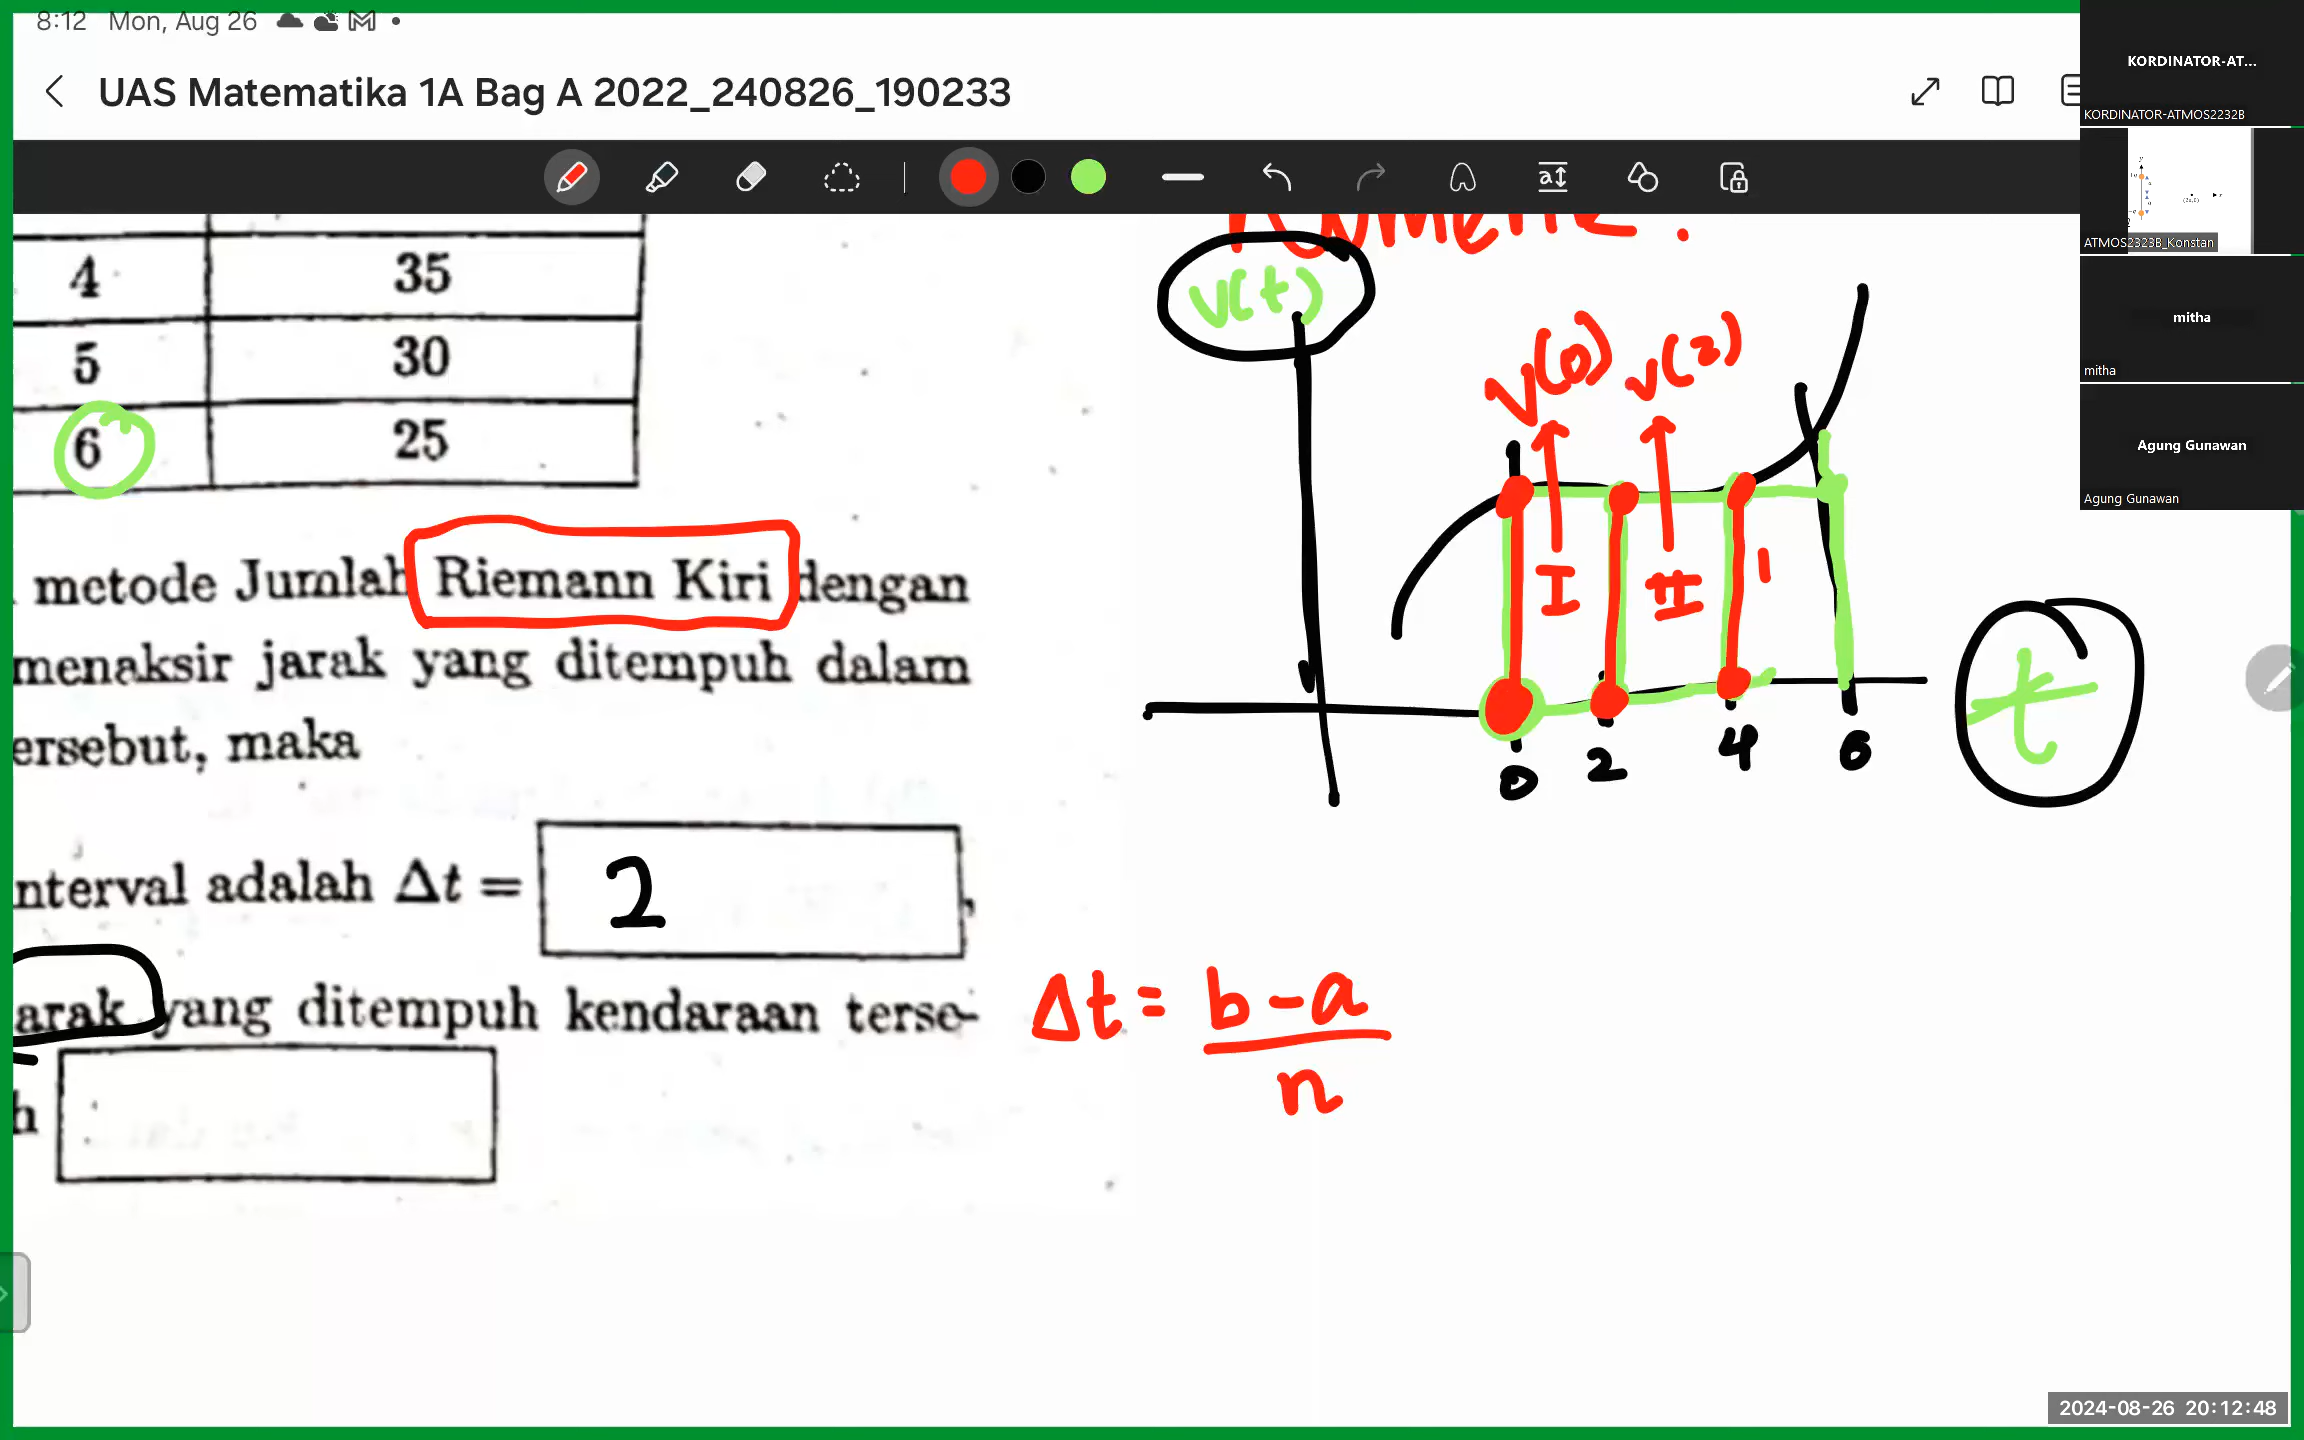 8:12 Mon, Aug 26
UAS Matematika 1A Bag A 2022_240826_190233
4 35
5 30
6 25
metode Jumlah Riemann Kiri dengan
menaksir jarak yang ditempuh dalam
ersebut, maka
nterval adalah Δt = 2 ,
arak yang ditempuh kendaraan terse-
h
v(t)
v(0) v(2)
I II I
0 2 4 6
t
Δt = b - a
n
KORDINATOR-AT...
KORDINATOR-ATMOS2232B
ATMOS2323B_Konstan
mitha
mitha
Agung Gunawan
Agung Gunawan
2024-08-26 20:12:48